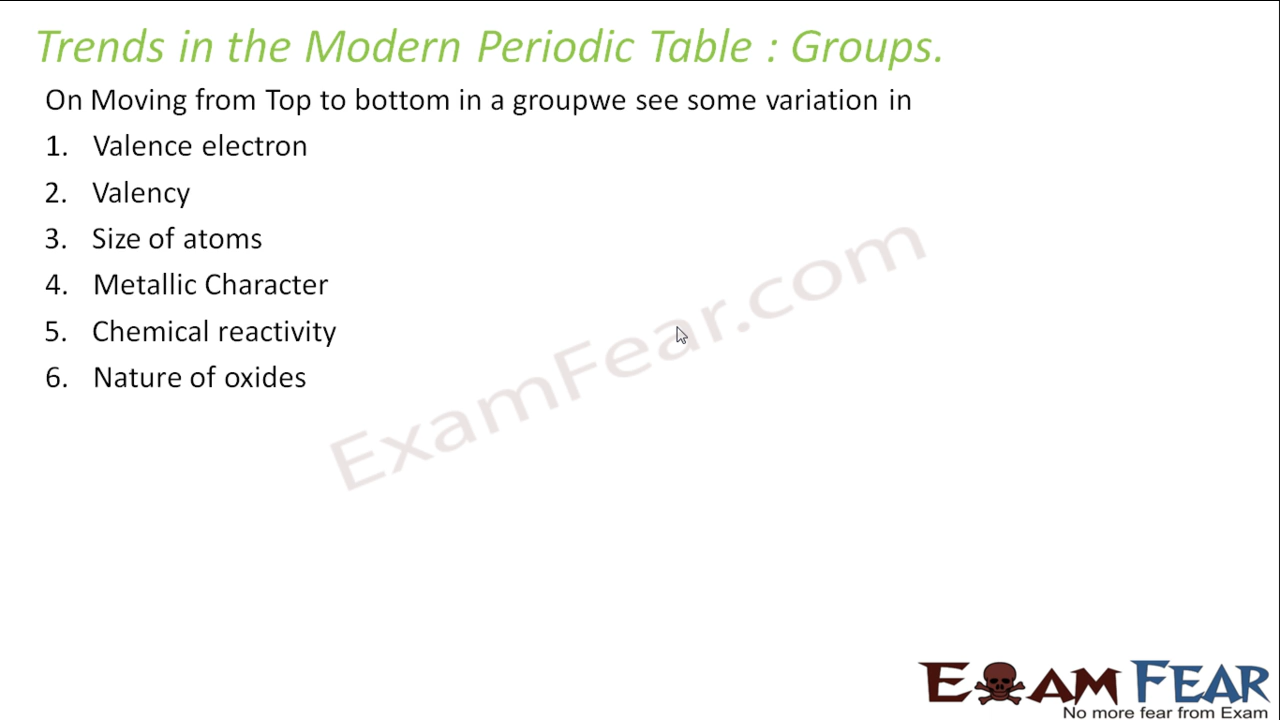 Trends in the Modern Periodic Table : Groups.
On Moving from Top to bottom in a groupwe see some variation in
1. Valence electron
2. Valency
3. Size of atoms
4. Metallic Character
5. Chemical reactivity
6. Nature of oxides
ExamFear.com
EXAM FEAR
No more fear from Exam